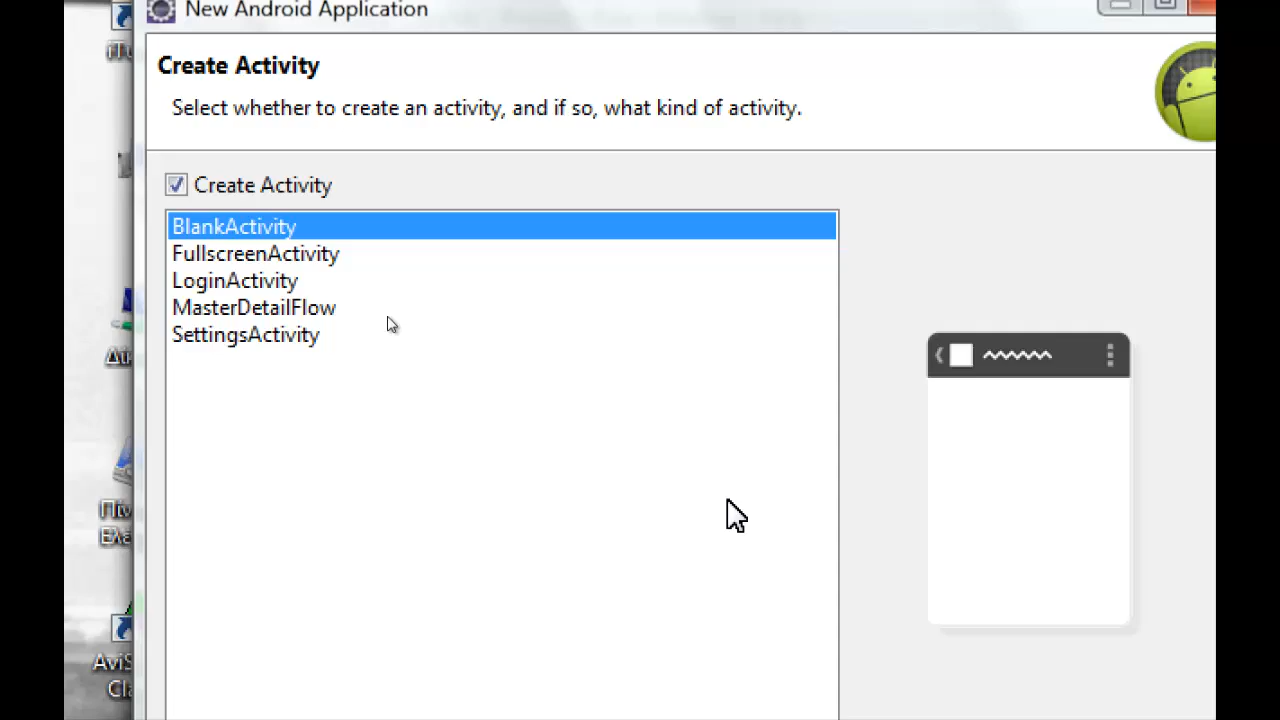 New Android Application
Create Activity
Select whether to create an activity, and if so, what kind of activity.
Create Activity
BlankActivity
FullscreenActivity
LoginActivity
MasterDetailFlow
SettingsActivity